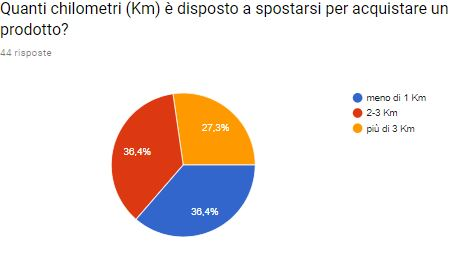 Quanti chilometri (Km) è disposto a spostarsi per acquistare un
prodotto?
44 risposte
meno di 1 Km
2-3 Km
più di 3 Km
27,3%
36,4%
36,4%